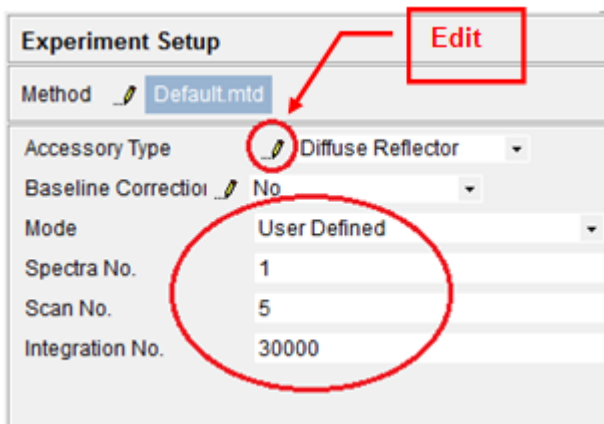 Experiment Setup
Edit
Method Default.mtd
Accessory Type Diffuse Reflector
Baseline Correctio No
Mode User Defined
Spectra No. 1
Scan No. 5
Integration No. 30000